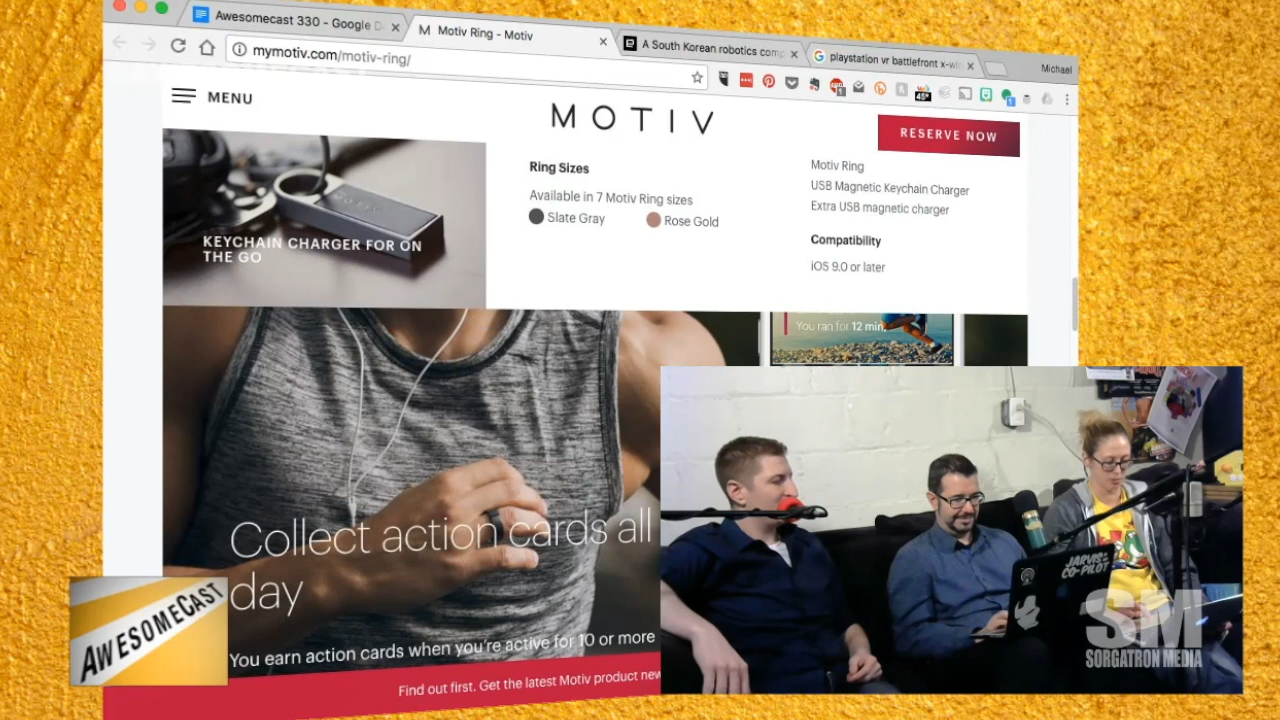 Awesomecast 330 - Google D
Motiv Ring - Motiv
A South Korean robotics comp
playstation vr battlefront x-wi
Michael
mymotiv.com/motiv-ring/
45°
MENU
MOTIV
RESERVE NOW
KEYCHAIN CHARGER FOR ON
THE GO
Ring Sizes
Available in 7 Motiv Ring sizes
Slate Gray
Rose Gold
Motiv Ring
USB Magnetic Keychain Charger
Extra USB magnetic charger
Compatibility
iOS 9.0 or later
You ran for 12 min,
Collect action cards all
day
You earn action cards when you're active for 10 or more
Find out first. Get the latest Motiv product new
AWESOMECAST
JARVIS IS MY
CO-PILOT
SM
SORGATRON MEDIA